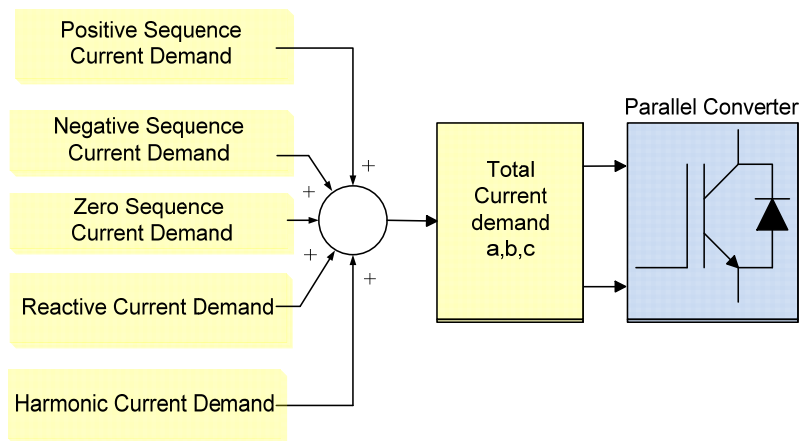 Positive Sequence
Current Demand
Negative Sequence
Current Demand
Zero Sequence
Current Demand
Reactive Current Demand
Harmonic Current Demand
+
+
+
+
Total
Current
demand
a,b,c
Parallel Converter